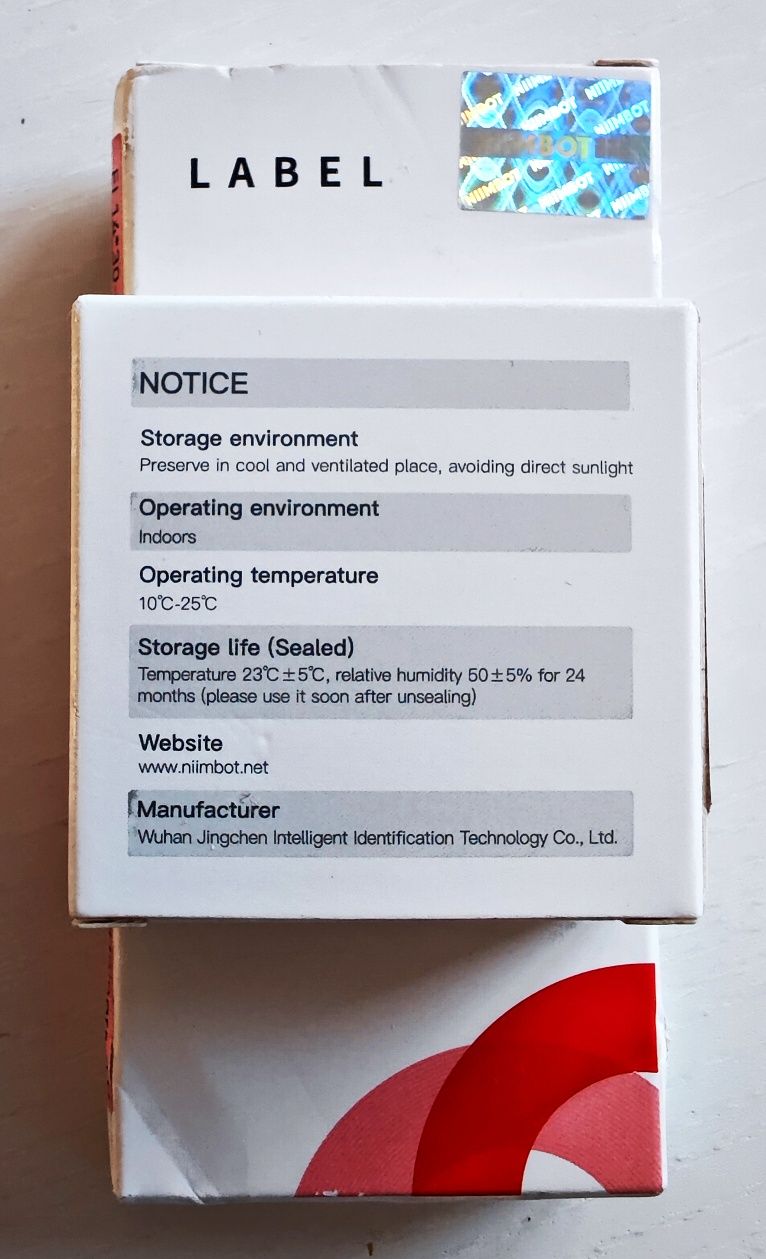 LABEL
NIIMBOT
NOTICE
Storage environment
Preserve in cool and ventilated place, avoiding direct sunlight
Operating environment
Indoors
Operating temperature
10℃-25℃
Storage life (Sealed)
Temperature 23℃±5℃, relative humidity 50±5% for 24
months (please use it soon after unsealing)
Website
www.niimbot.net
Manufacturer
Wuhan Jingchen Intelligent Identification Technology Co., Ltd.